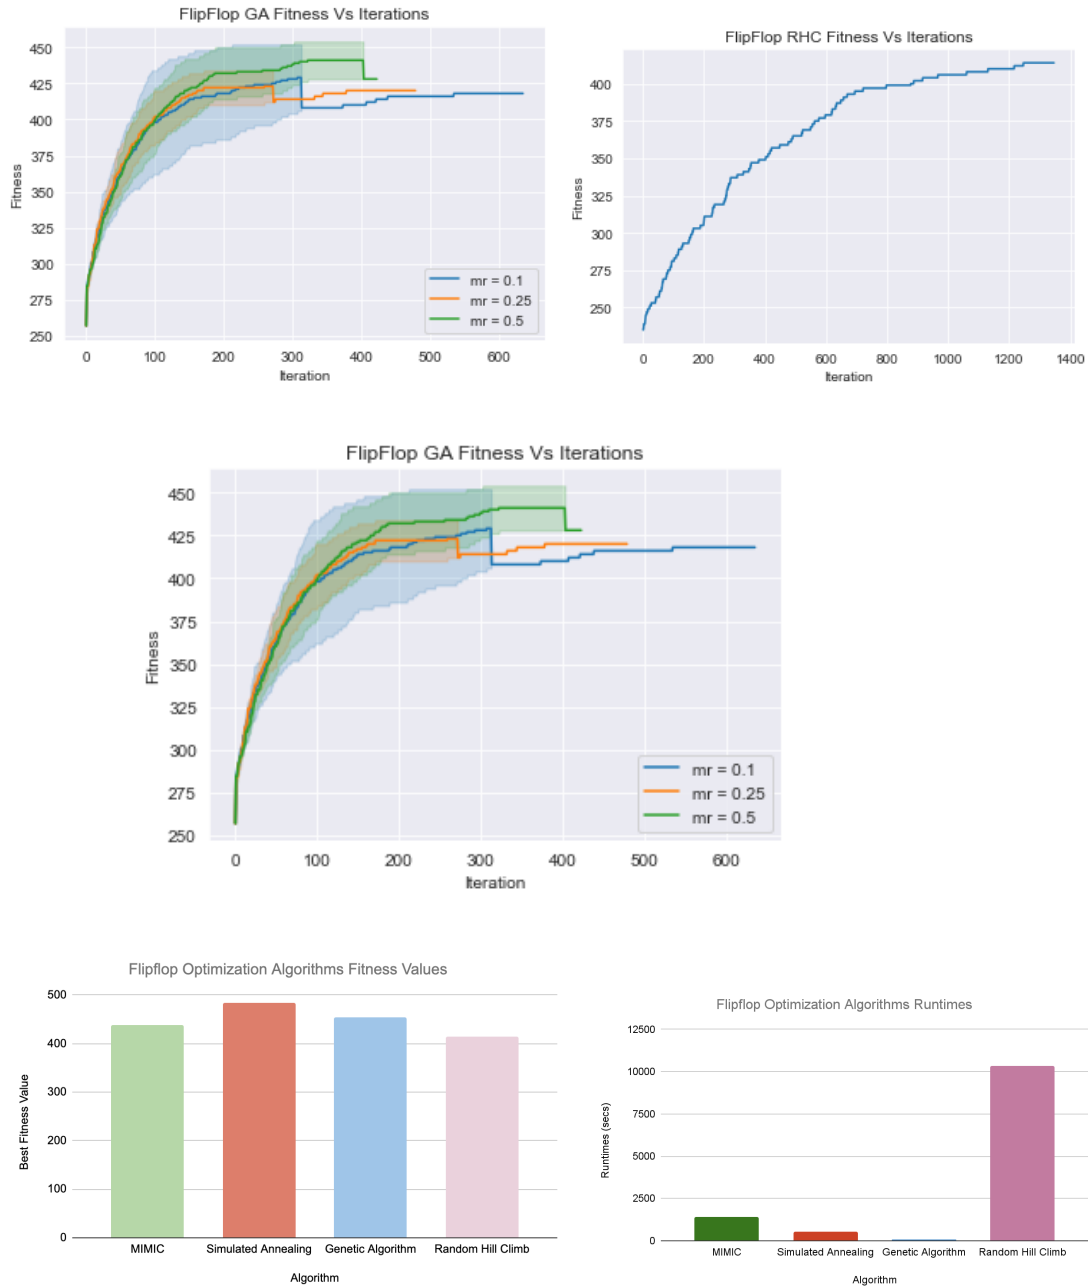 FlipFlop GA Fitness Vs Iterations
Fitness
450
425
400
375
350
325
300
275
250
mr = 0.1
mr = 0.25
mr = 0.5
0 100 200 300 400 500 600
Iteration
FlipFlop RHC Fitness Vs Iterations
Fitness
400
375
350
325
300
275
250
0 200 400 600 800 1000 1200 1400
Iteration
FlipFlop GA Fitness Vs Iterations
Fitness
450
425
400
375
350
325
300
275
250
mr = 0.1
mr = 0.25
mr = 0.5
0 100 200 300 400 500 600
Iteration
Flipflop Optimization Algorithms Fitness Values
Best Fitness Value
500
400
300
200
100
0
MIMIC Simulated Annealing Genetic Algorithm Random Hill Climb
Algorithm
Flipflop Optimization Algorithms Runtimes
Runtimes (secs)
12500
10000
7500
5000
2500
0
MIMIC Simulated Annealing Genetic Algorithm Random Hill Climb
Algorithm